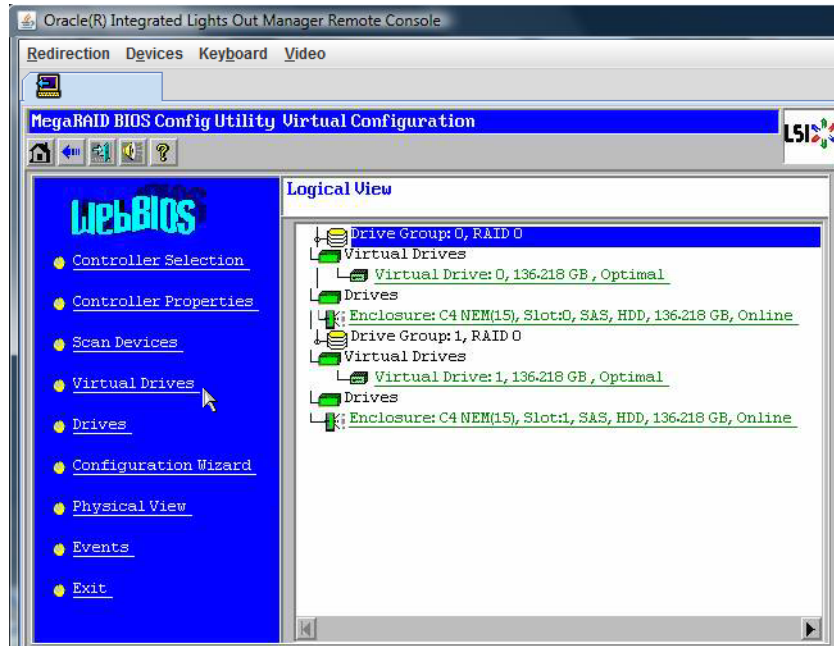 Oracle(R) Integrated Lights Out Manager Remote Console
Redirection Devices Keyboard Video
MegaRAID BIOS Config Utility Virtual Configuration
LSI
?
WebBIOS
Controller Selection
Controller Properties
Scan Devices
Virtual Drives
Drives
Configuration Wizard
Physical View
Events
Exit
Logical View
Drive Group: 0, RAID 0
Virtual Drives
Virtual Drive: 0, 136.218 GB , Optimal
Drives
Enclosure: C4 NEM(15), Slot:0, SAS, HDD, 136.218 GB, Online
Drive Group: 1, RAID 0
Virtual Drives
Virtual Drive: 1, 136.218 GB , Optimal
Drives
Enclosure: C4 NEM(15), Slot:1, SAS, HDD, 136.218 GB, Online